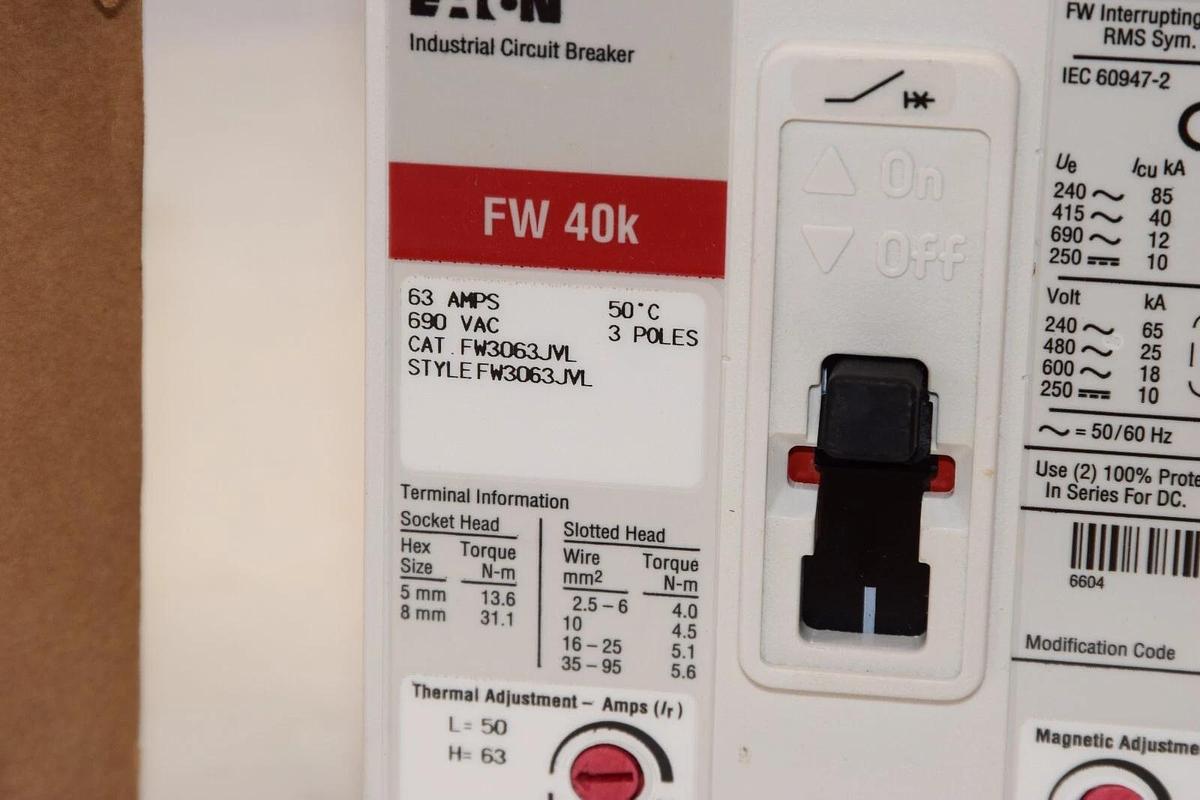 EATON
Industrial Circuit Breaker
FW 40k
63 AMPS 50°C
690 VAC 3 POLES
CAT. FW3063JVL
STYLE FW3063JVL
Terminal Information
Socket Head
Hex Size Torque N-m
5 mm 13.6
8 mm 31.1
Slotted Head
Wire mm2 Torque N-m
2.5 – 6 4.0
10 4.5
16 – 25 5.1
35 – 95 5.6
Thermal Adjustment – Amps (Ir)
L= 50
H= 63
On
Off
FW Interrupting
RMS Sym.
IEC 60947-2
Ue Icu kA
240 ~ 85
415 ~ 40
690 ~ 12
250 ⎓ 10
Volt kA
240 ~ 65
480 ~ 25
600 ~ 18
250 ⎓ 10
~ = 50/60 Hz
Use (2) 100% Prote
In Series For DC.
6604
Modification Code
Magnetic Adjustme